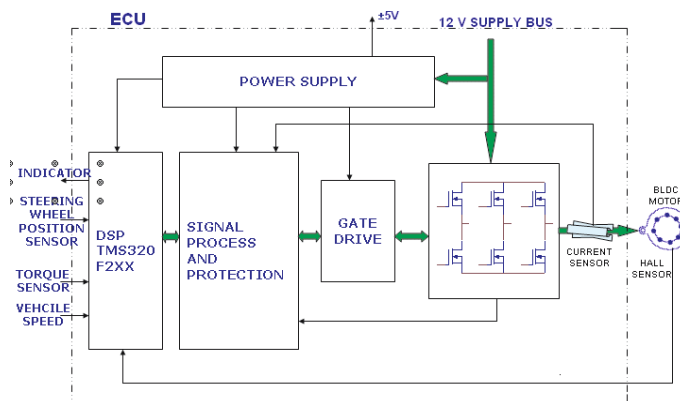 ECU
±5V
12 V SUPPLY BUS
POWER SUPPLY
INDICATOR
STEERING
WHEEL
POSITION
SENSOR
TORQUE
SENSOR
VEHCILE
SPEED
DSP
TMS320
F2XX
SIGNAL
PROCESS
AND
PROTECTION
GATE
DRIVE
CURRENT
SENSOR
BLDC
MOTOR
HALL
SENSOR